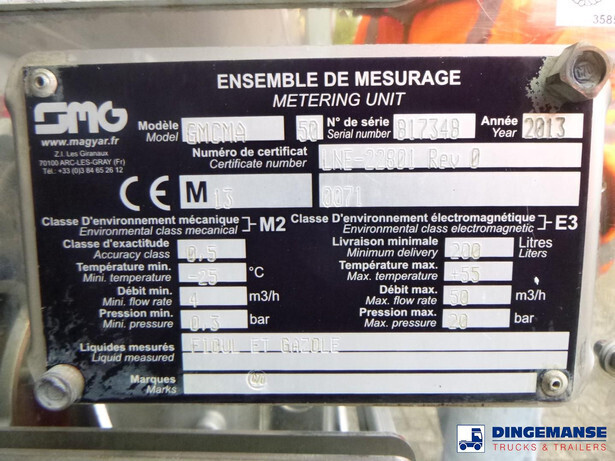 3585
ENSEMBLE DE MESURAGE
METERING UNIT
SMG
www.magyar.fr
Z.I. Les Giranaux
70100 ARC-LES-GRAY (Fr)
Tél.: +33 (0)3 84 65 26 12
Modèle GMCMA 50 N° de série 817348 Année 2013
Model Serial number Year
Numéro de certificat LNE-22801 Rev 0
Certificate number
CE M 13 0071
Classe D'environnement mécanique M2 Classe D'environnement électromagnétique E3
Environmental class mecanical Environmental class electromagnetic
Classe d'exactitude 0.5 Livraison minimale 200 Litres
Accuracy class Minimum delivery Liters
Température min. -25 °C Température max. +55
Mini. temperature Max. temperature
Débit min. 4 m3/h Débit max. 50 m3/h
Mini. flow rate Max. flow rate
Pression min. 0.3 bar Pression max. 20 bar
Mini. pressure Max. pressure
Liquides mesurés FIOUL ET GAZOLE
Liquid measured
Marques
Marks
DINGEMANSE
TRUCKS & TRAILERS